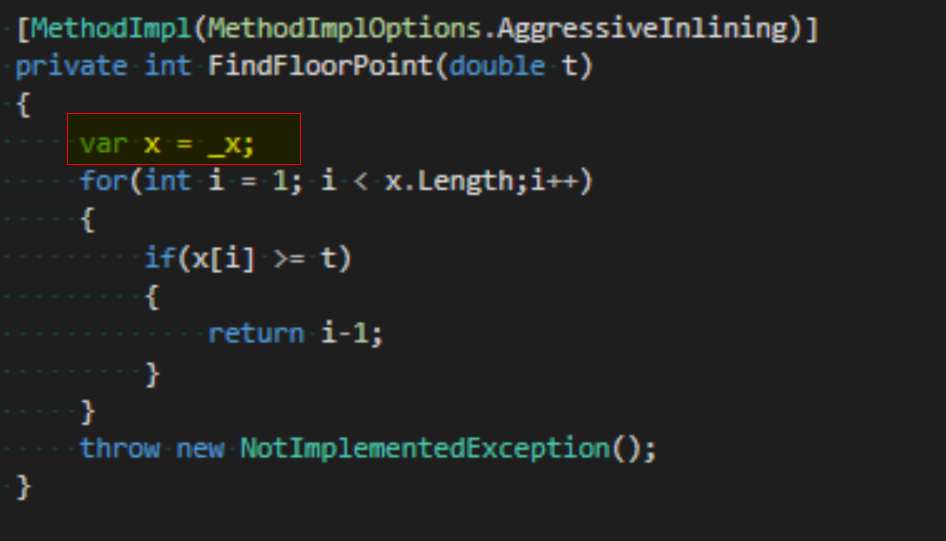 [MethodImpl(MethodImplOptions.AggressiveInlining)]
private int FindFloorPoint(double t)
{
    var x = _x;
    for(int i = 1; i < x.Length;i++)
    {
        if(x[i] >= t)
        {
            return i-1;
        }
    }
    throw new NotImplementedException();
}